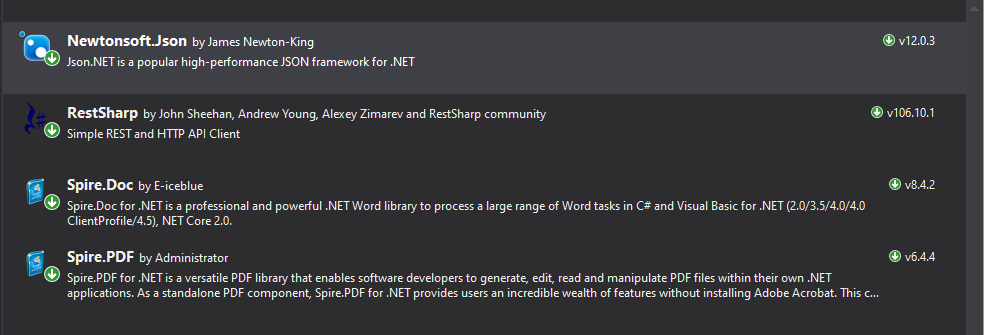 Newtonsoft.Json by James Newton-King v12.0.3
Json.NET is a popular high-performance JSON framework for .NET
RestSharp by John Sheehan, Andrew Young, Alexey Zimarev and RestSharp community v106.10.1
Simple REST and HTTP API Client
Spire.Doc by E-iceblue v8.4.2
Spire.Doc for .NET is a professional and powerful .NET Word library to process a large range of Word tasks in C# and Visual Basic for .NET (2.0/3.5/4.0/4.0
ClientProfile/4.5), NET Core 2.0.
Spire.PDF by Administrator v6.4.4
Spire.PDF for .NET is a versatile PDF library that enables software developers to generate, edit, read and manipulate PDF files within their own .NET
applications. As a standalone PDF component, Spire.PDF for .NET provides users an incredible wealth of features without installing Adobe Acrobat. This c...